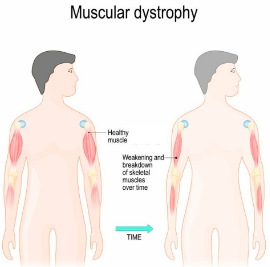 Muscular dystrophy
Healthy
muscle
Weakening and
breakdown
of skeletal
muscles
over time
TIME